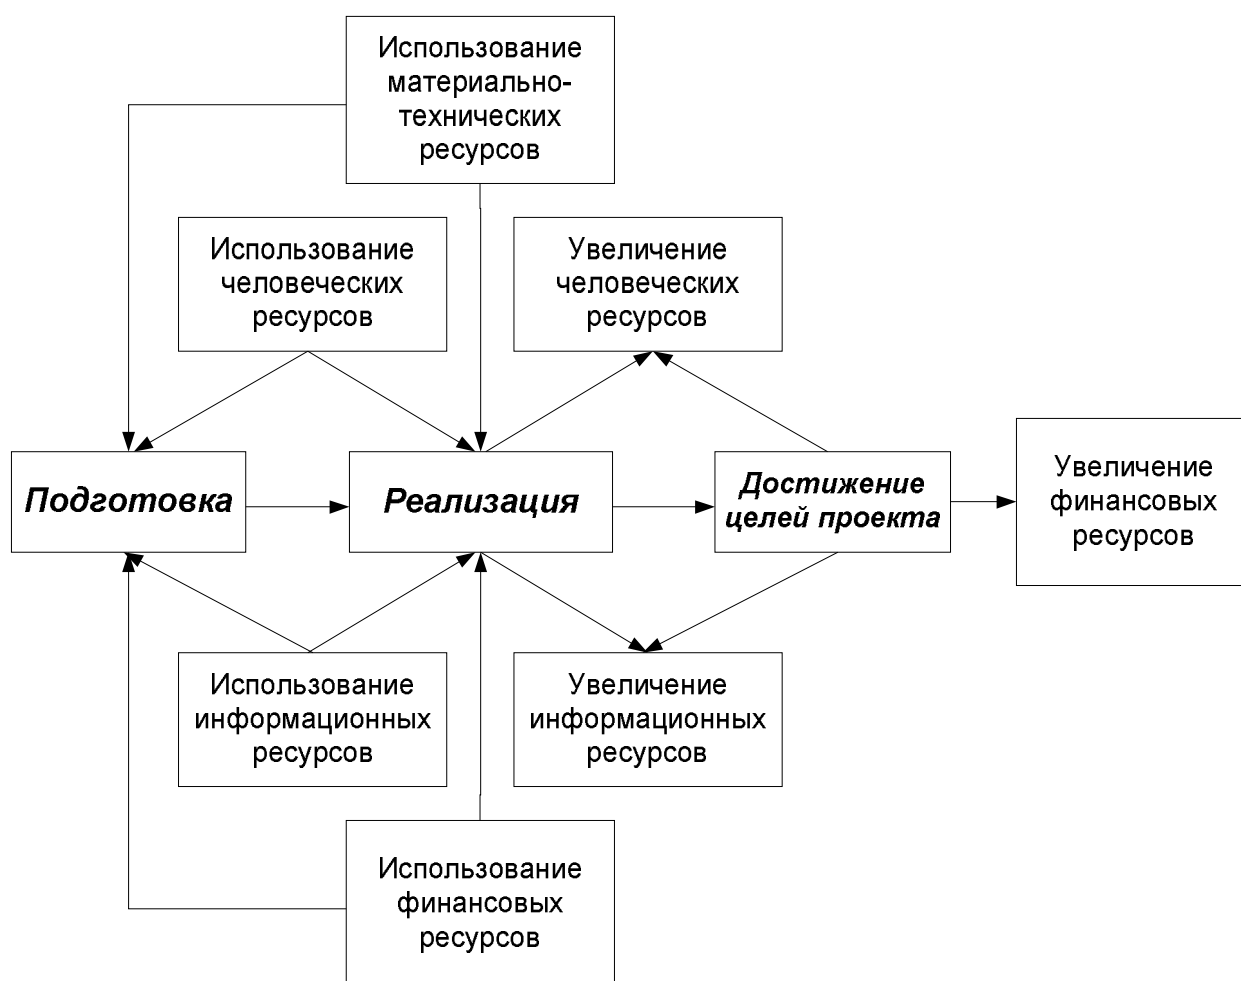 Использование
материально-
технических
ресурсов
Использование
человеческих
ресурсов
Увеличение
человеческих
ресурсов
Подготовка
Реализация
Достижение
целей проекта
Увеличение
финансовых
ресурсов
Использование
информационных
ресурсов
Увеличение
информационных
ресурсов
Использование
финансовых
ресурсов